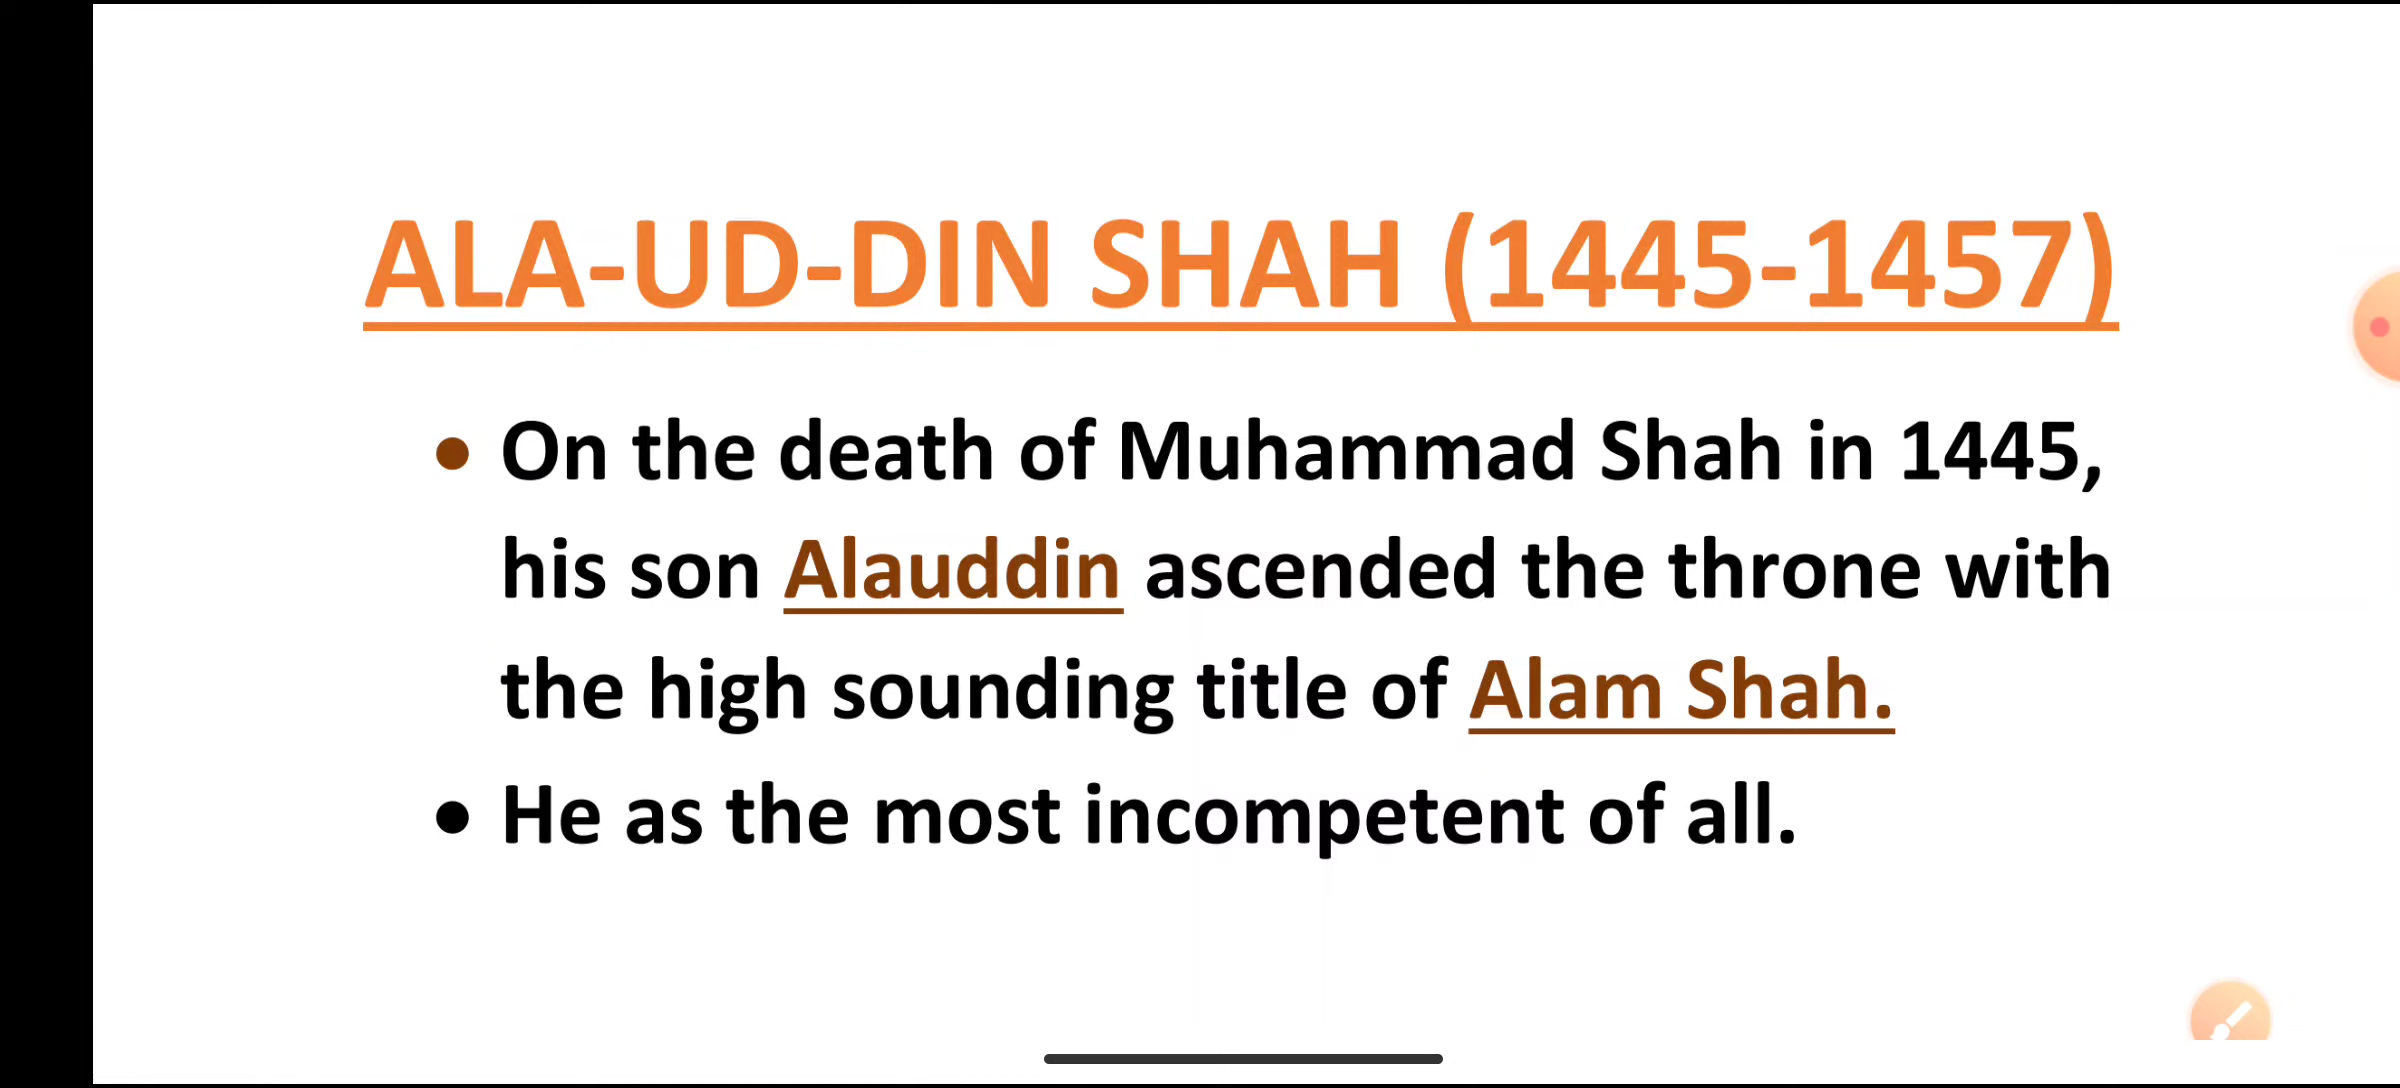 ALA-UD-DIN SHAH (1445-1457)
• On the death of Muhammad Shah in 1445,
his son Alauddin ascended the throne with
the high sounding title of Alam Shah.
• He as the most incompetent of all.